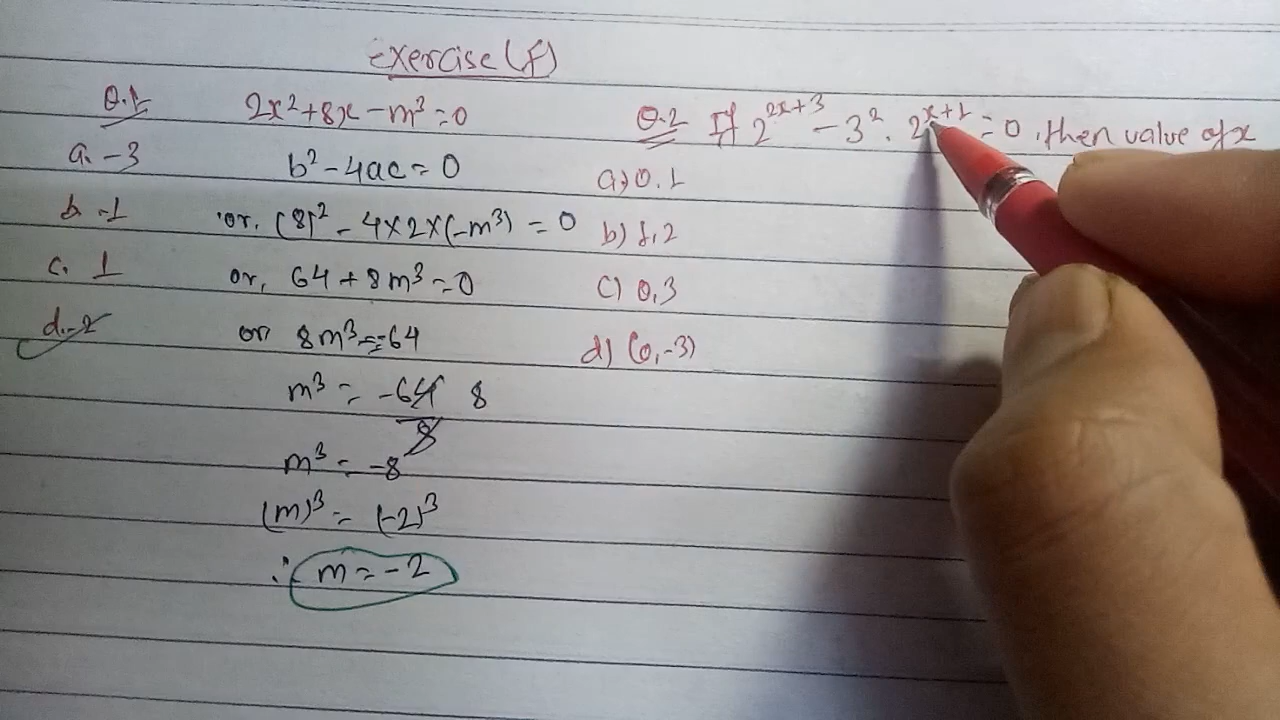 exercise(f)
Q.1 2x²+8x-m³=0
a. -3 b²-4ac=0
b. -1 or, (8)²-4×2×(-m³)=0
c. 1 or, 64+8m³=0
d. -2 or 8m³=-64
m³=-64 8
8
m³=-8
(m)³=(-2)³
∴ m=-2
Q.2 If 2^{2x+3}-3².2^{x+1}=0, then value of x
a) 0.1
b) 1,2
c) 0,3
d) (0,-3)